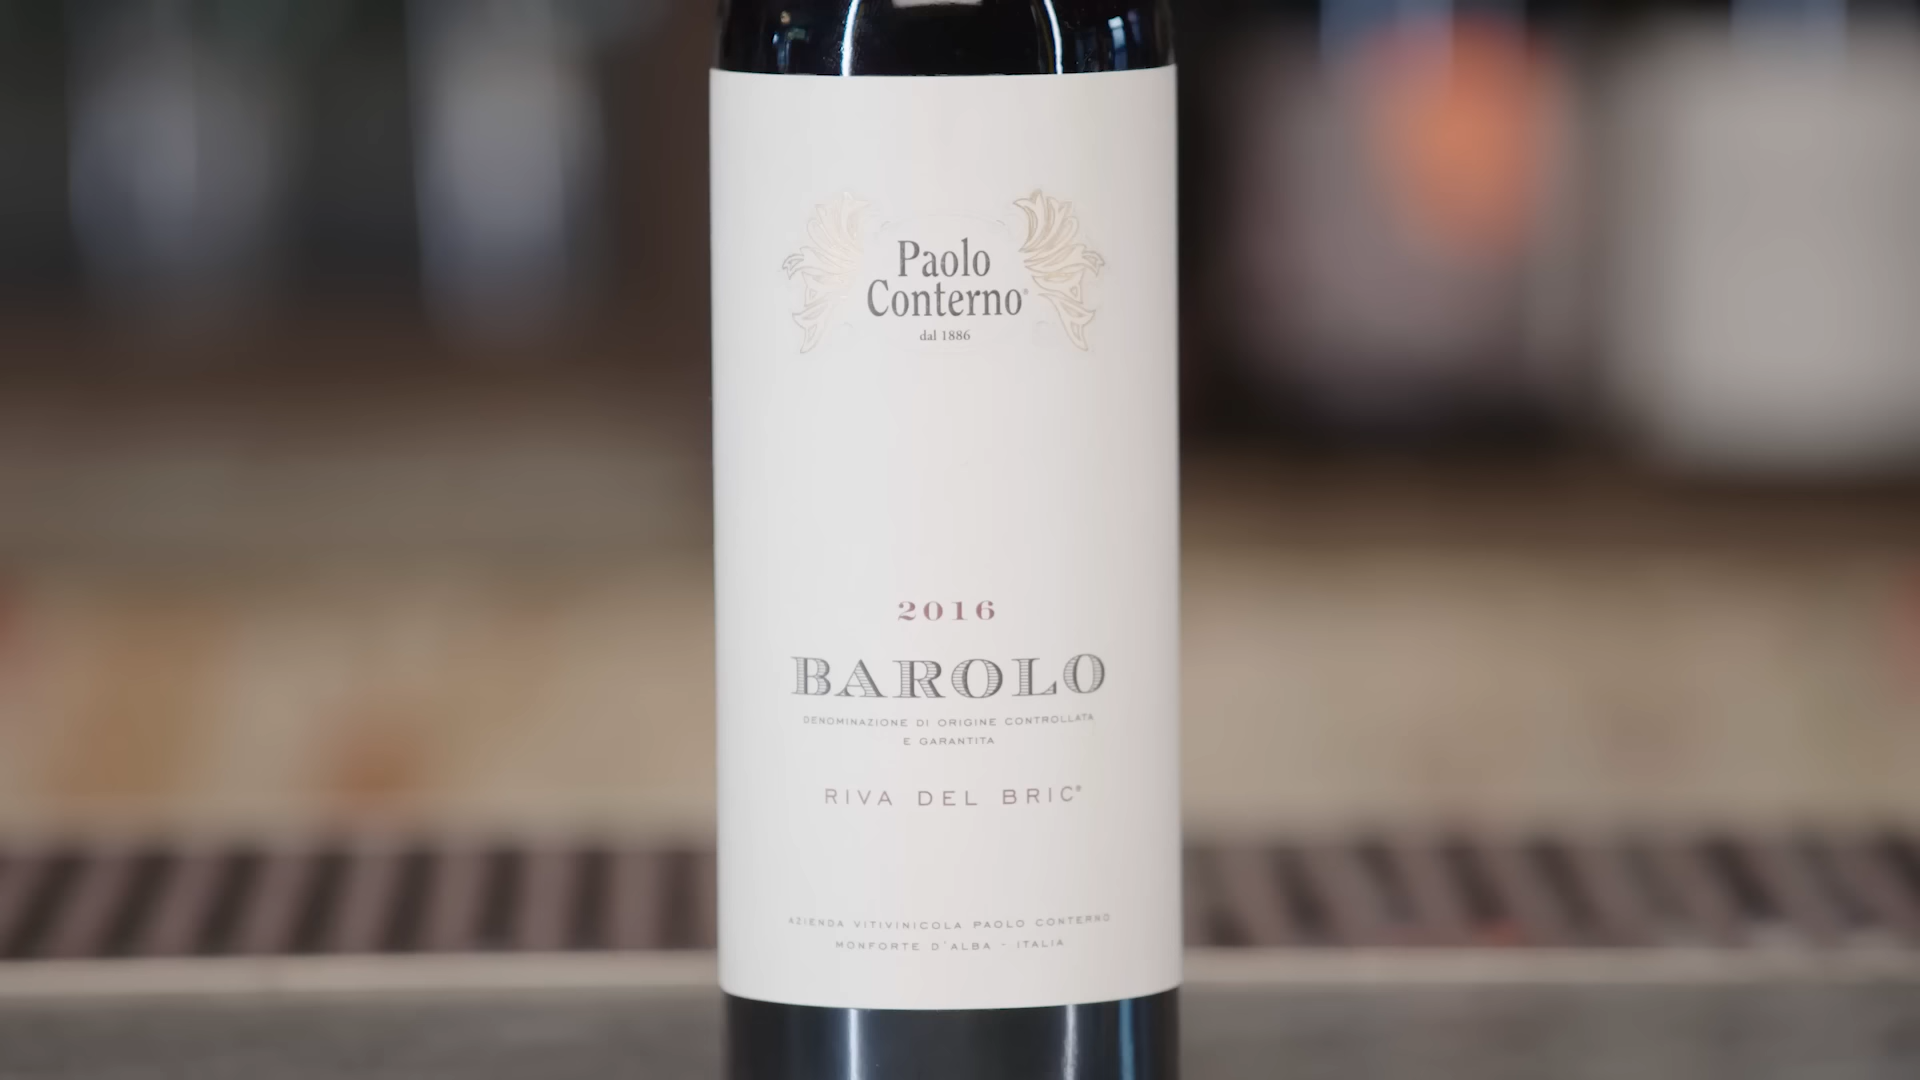 Paolo
Conterno®
dal 1886
2016
BAROLO
DENOMINAZIONE DI ORIGINE CONTROLLATA
E GARANTITA
RIVA DEL BRIC®
AZIENDA VITIVINICOLA PAOLO CONTERNO
MONFORTE D'ALBA - ITALIA